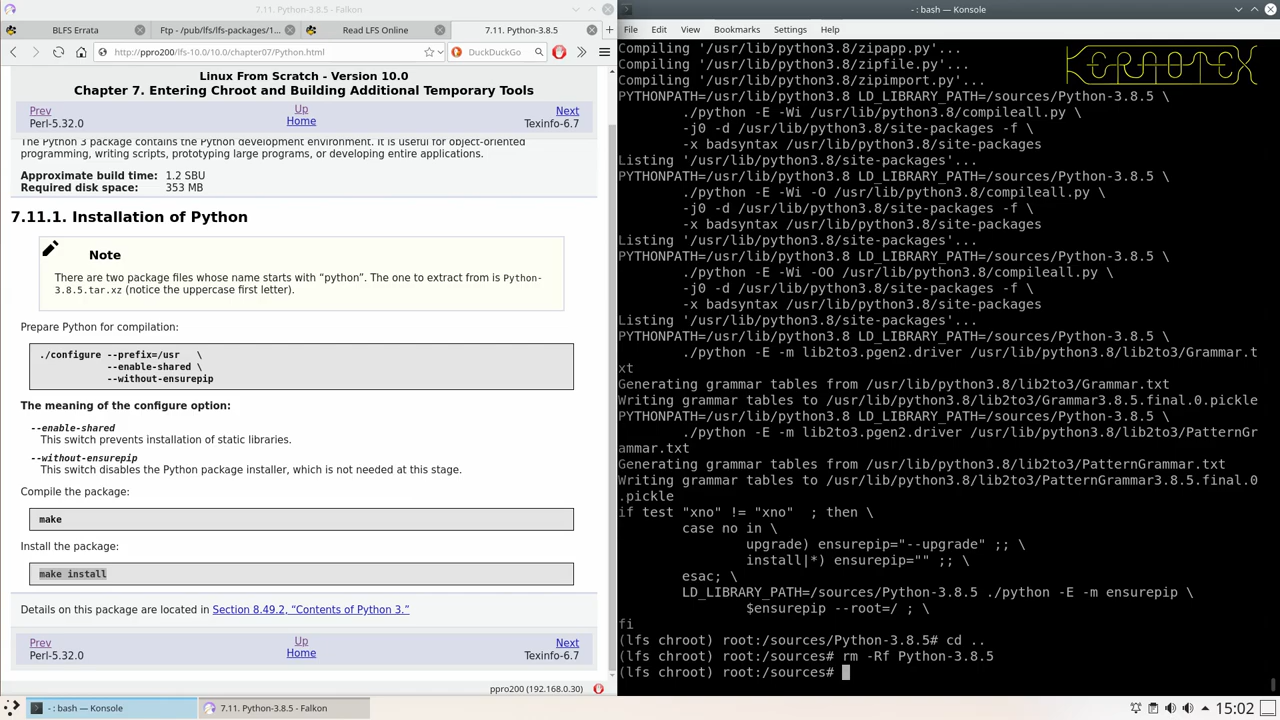 7.11. Python-3.8.5 - Falkon
BLFS Errata
Ftp - /pub/lfs/lfs-packages/1...
Read LFS Online
7.11. Python-3.8.5
http://ppro200/lfs-10.0/10.0/chapter07/Python.html
DuckDuckGo
Linux From Scratch - Version 10.0
Chapter 7. Entering Chroot and Building Additional Temporary Tools
Prev
Up
Next
Perl-5.32.0
Home
Texinfo-6.7
The Python 3 package contains the Python development environment. It is useful for object-oriented
programming, writing scripts, prototyping large programs, or developing entire applications.
Approximate build time: 1.2 SBU
Required disk space: 353 MB
7.11.1. Installation of Python
Note
There are two package files whose name starts with “python”. The one to extract from is Python-
3.8.5.tar.xz (notice the uppercase first letter).
Prepare Python for compilation:
./configure --prefix=/usr \
--enable-shared \
--without-ensurepip
The meaning of the configure option:
--enable-shared
This switch prevents installation of static libraries.
--without-ensurepip
This switch disables the Python package installer, which is not needed at this stage.
Compile the package:
make
Install the package:
make install
Details on this package are located in Section 8.49.2, “Contents of Python 3.”
Prev
Up
Next
Perl-5.32.0
Home
Texinfo-6.7
ppro200 (192.168.0.30)
- : bash — Konsole
File Edit View Bookmarks Settings Help
KERNOTEX
Compiling '/usr/lib/python3.8/zipapp.py'...
Compiling '/usr/lib/python3.8/zipfile.py'...
Compiling '/usr/lib/python3.8/zipimport.py'...
PYTHONPATH=/usr/lib/python3.8 LD_LIBRARY_PATH=/sources/Python-3.8.5 \
./python -E -Wi /usr/lib/python3.8/compileall.py \
-j0 -d /usr/lib/python3.8/site-packages -f \
-x badsyntax /usr/lib/python3.8/site-packages
Listing '/usr/lib/python3.8/site-packages'...
PYTHONPATH=/usr/lib/python3.8 LD_LIBRARY_PATH=/sources/Python-3.8.5 \
./python -E -Wi -O /usr/lib/python3.8/compileall.py \
-j0 -d /usr/lib/python3.8/site-packages -f \
-x badsyntax /usr/lib/python3.8/site-packages
Listing '/usr/lib/python3.8/site-packages'...
PYTHONPATH=/usr/lib/python3.8 LD_LIBRARY_PATH=/sources/Python-3.8.5 \
./python -E -Wi -OO /usr/lib/python3.8/compileall.py \
-j0 -d /usr/lib/python3.8/site-packages -f \
-x badsyntax /usr/lib/python3.8/site-packages
Listing '/usr/lib/python3.8/site-packages'...
PYTHONPATH=/usr/lib/python3.8 LD_LIBRARY_PATH=/sources/Python-3.8.5 \
./python -E -m lib2to3.pgen2.driver /usr/lib/python3.8/lib2to3/Grammar.t
xt
Generating grammar tables from /usr/lib/python3.8/lib2to3/Grammar.txt
Writing grammar tables to /usr/lib/python3.8/lib2to3/Grammar3.8.5.final.0.pickle
PYTHONPATH=/usr/lib/python3.8 LD_LIBRARY_PATH=/sources/Python-3.8.5 \
./python -E -m lib2to3.pgen2.driver /usr/lib/python3.8/lib2to3/PatternGr
ammar.txt
Generating grammar tables from /usr/lib/python3.8/lib2to3/PatternGrammar.txt
Writing grammar tables to /usr/lib/python3.8/lib2to3/PatternGrammar3.8.5.final.0
.pickle
if test "xno" != "xno" ; then \
case no in \
upgrade) ensurepip="--upgrade" ;; \
install|*) ensurepip="" ;; \
esac; \
LD_LIBRARY_PATH=/sources/Python-3.8.5 ./python -E -m ensurepip \
$ensurepip --root=/ ; \
fi
(lfs chroot) root:/sources/Python-3.8.5# cd ..
(lfs chroot) root:/sources# rm -Rf Python-3.8.5
(lfs chroot) root:/sources#
- : bash — Konsole
7.11. Python-3.8.5 - Falkon
15:02